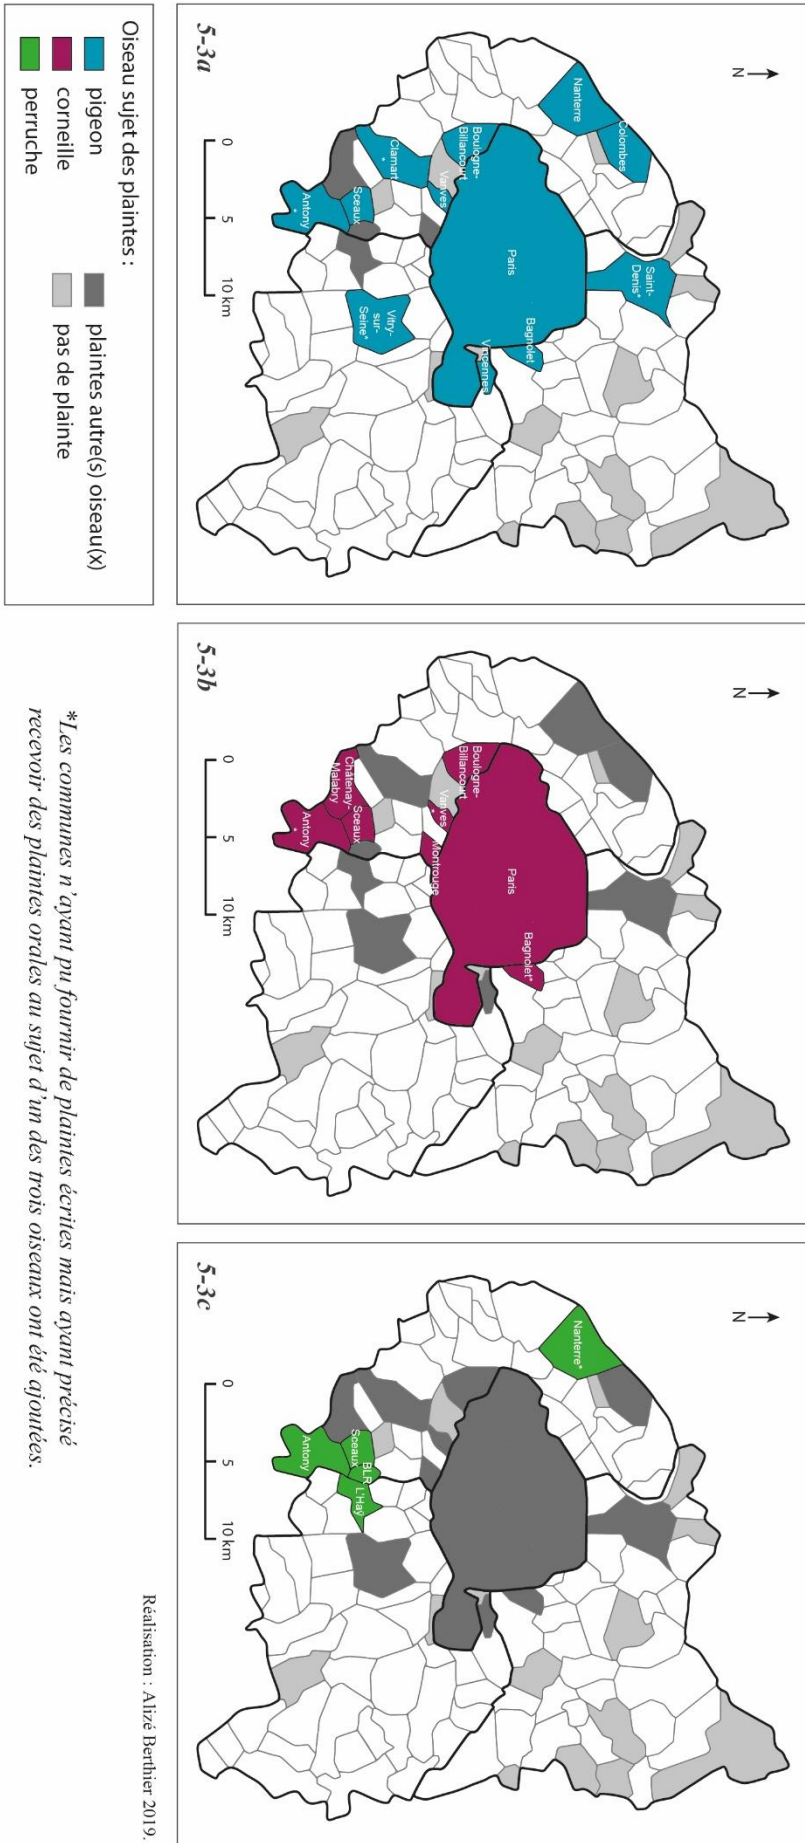 5-3a
N
Nanterre
Colombes
Saint-
Denis*
Boulogne-
Billancourt
Paris
Bagnolet
Vincennes
Vanves
Clamart
*
Sceaux
Antony
*
Vitry-
sur-
Seine*
0 5 10 km
5-3b
N
Boulogne-
Billancourt
Paris
Bagnolet*
Vanves
*
Montrouge
Châtenay-
Malabry
Sceaux
Antony
*
0 5 10 km
5-3c
N
Nanterre*
Sceaux
BLR
L'Haÿ
Antony
0 5 10 km
Oiseau sujet des plaintes :
pigeon
corneille
perruche
plaintes autre(s) oiseau(x)
pas de plainte
*Les communes n'ayant pu fournir de plaintes écrites mais ayant précisé
recevoir des plaintes orales au sujet d'un des trois oiseaux ont été ajoutées.
Réalisation : Alizé Berthier 2019.